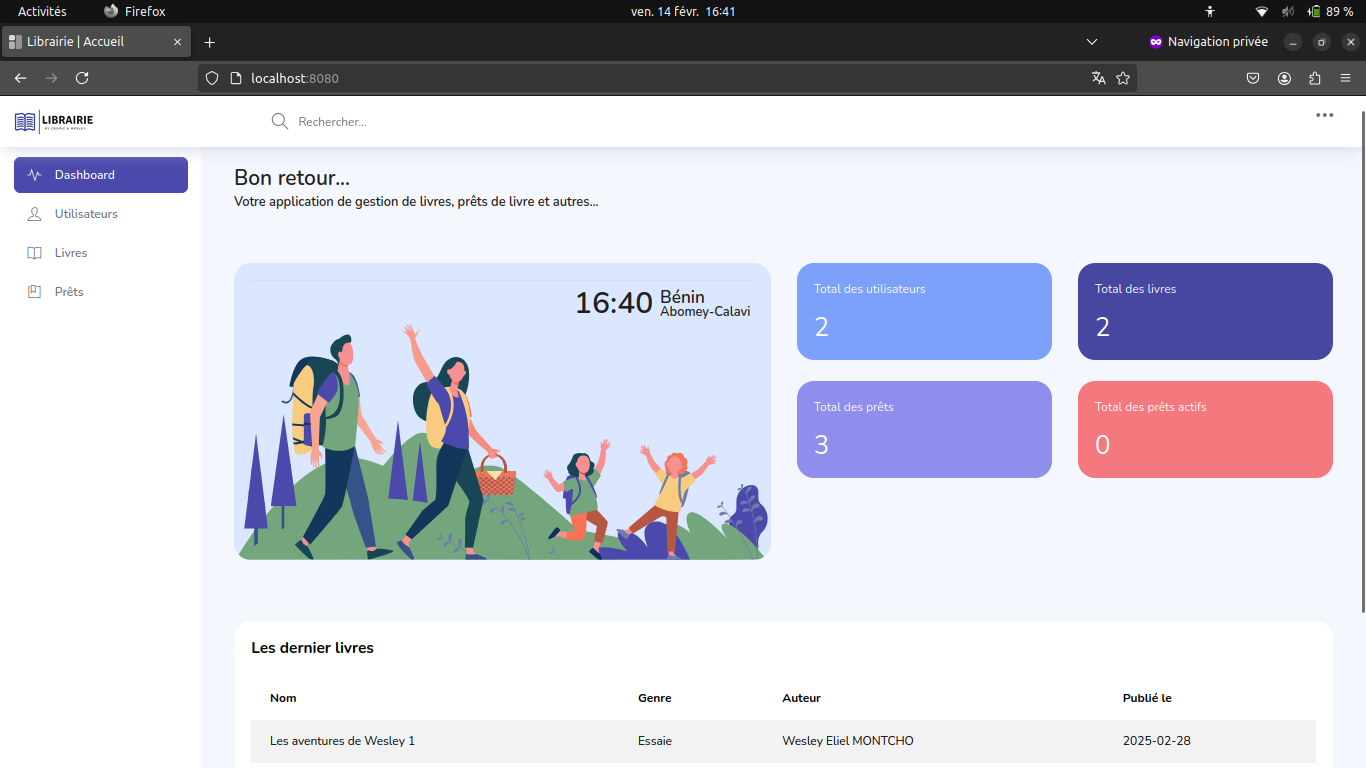 Activités Firefox ven. 14 févr. 16:41 89 %
Librairie | Accueil Navigation privée
localhost:8080
LIBRAIRIE Rechercher...
BY CEDRIC & WESLEY
Dashboard
Utilisateurs
Livres
Prêts
Bon retour...
Votre application de gestion de livres, prêts de livre et autres...
16:40 Bénin
Abomey-Calavi
Total des utilisateurs
2
Total des livres
2
Total des prêts
3
Total des prêts actifs
0
Les dernier livres
Nom Genre Auteur Publié le
Les aventures de Wesley 1 Essaie Wesley Eliel MONTCHO 2025-02-28